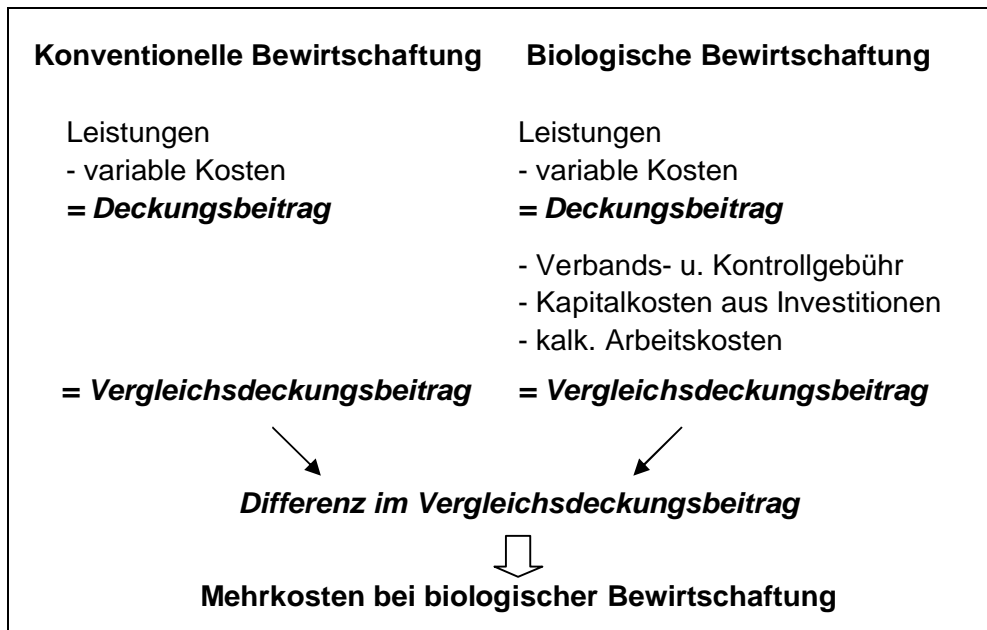 Konventionelle Bewirtschaftung
Leistungen
- variable Kosten
= Deckungsbeitrag
= Vergleichsdeckungsbeitrag
Biologische Bewirtschaftung
Leistungen
- variable Kosten
= Deckungsbeitrag
- Verbands- u. Kontrollgebühr
- Kapitalkosten aus Investitionen
- kalk. Arbeitskosten
= Vergleichsdeckungsbeitrag
Differenz im Vergleichsdeckungsbeitrag
Mehrkosten bei biologischer Bewirtschaftung